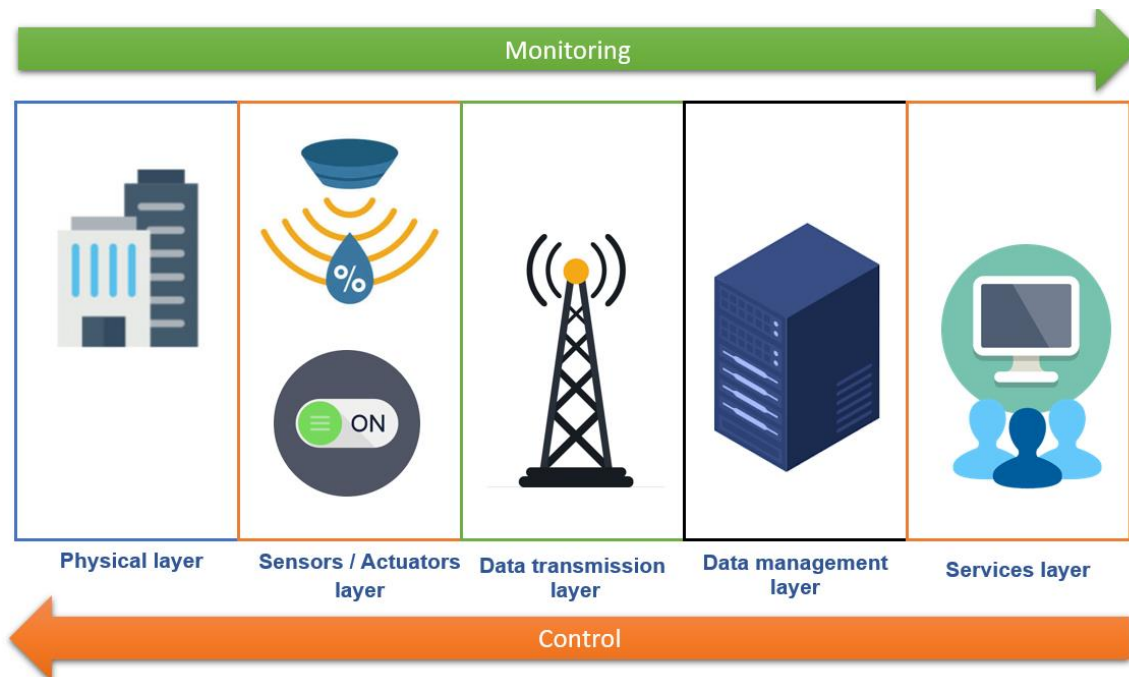 Monitoring
%
ON
Physical layer
Sensors / Actuators
layer
Data transmission
layer
Data management
layer
Services layer
Control